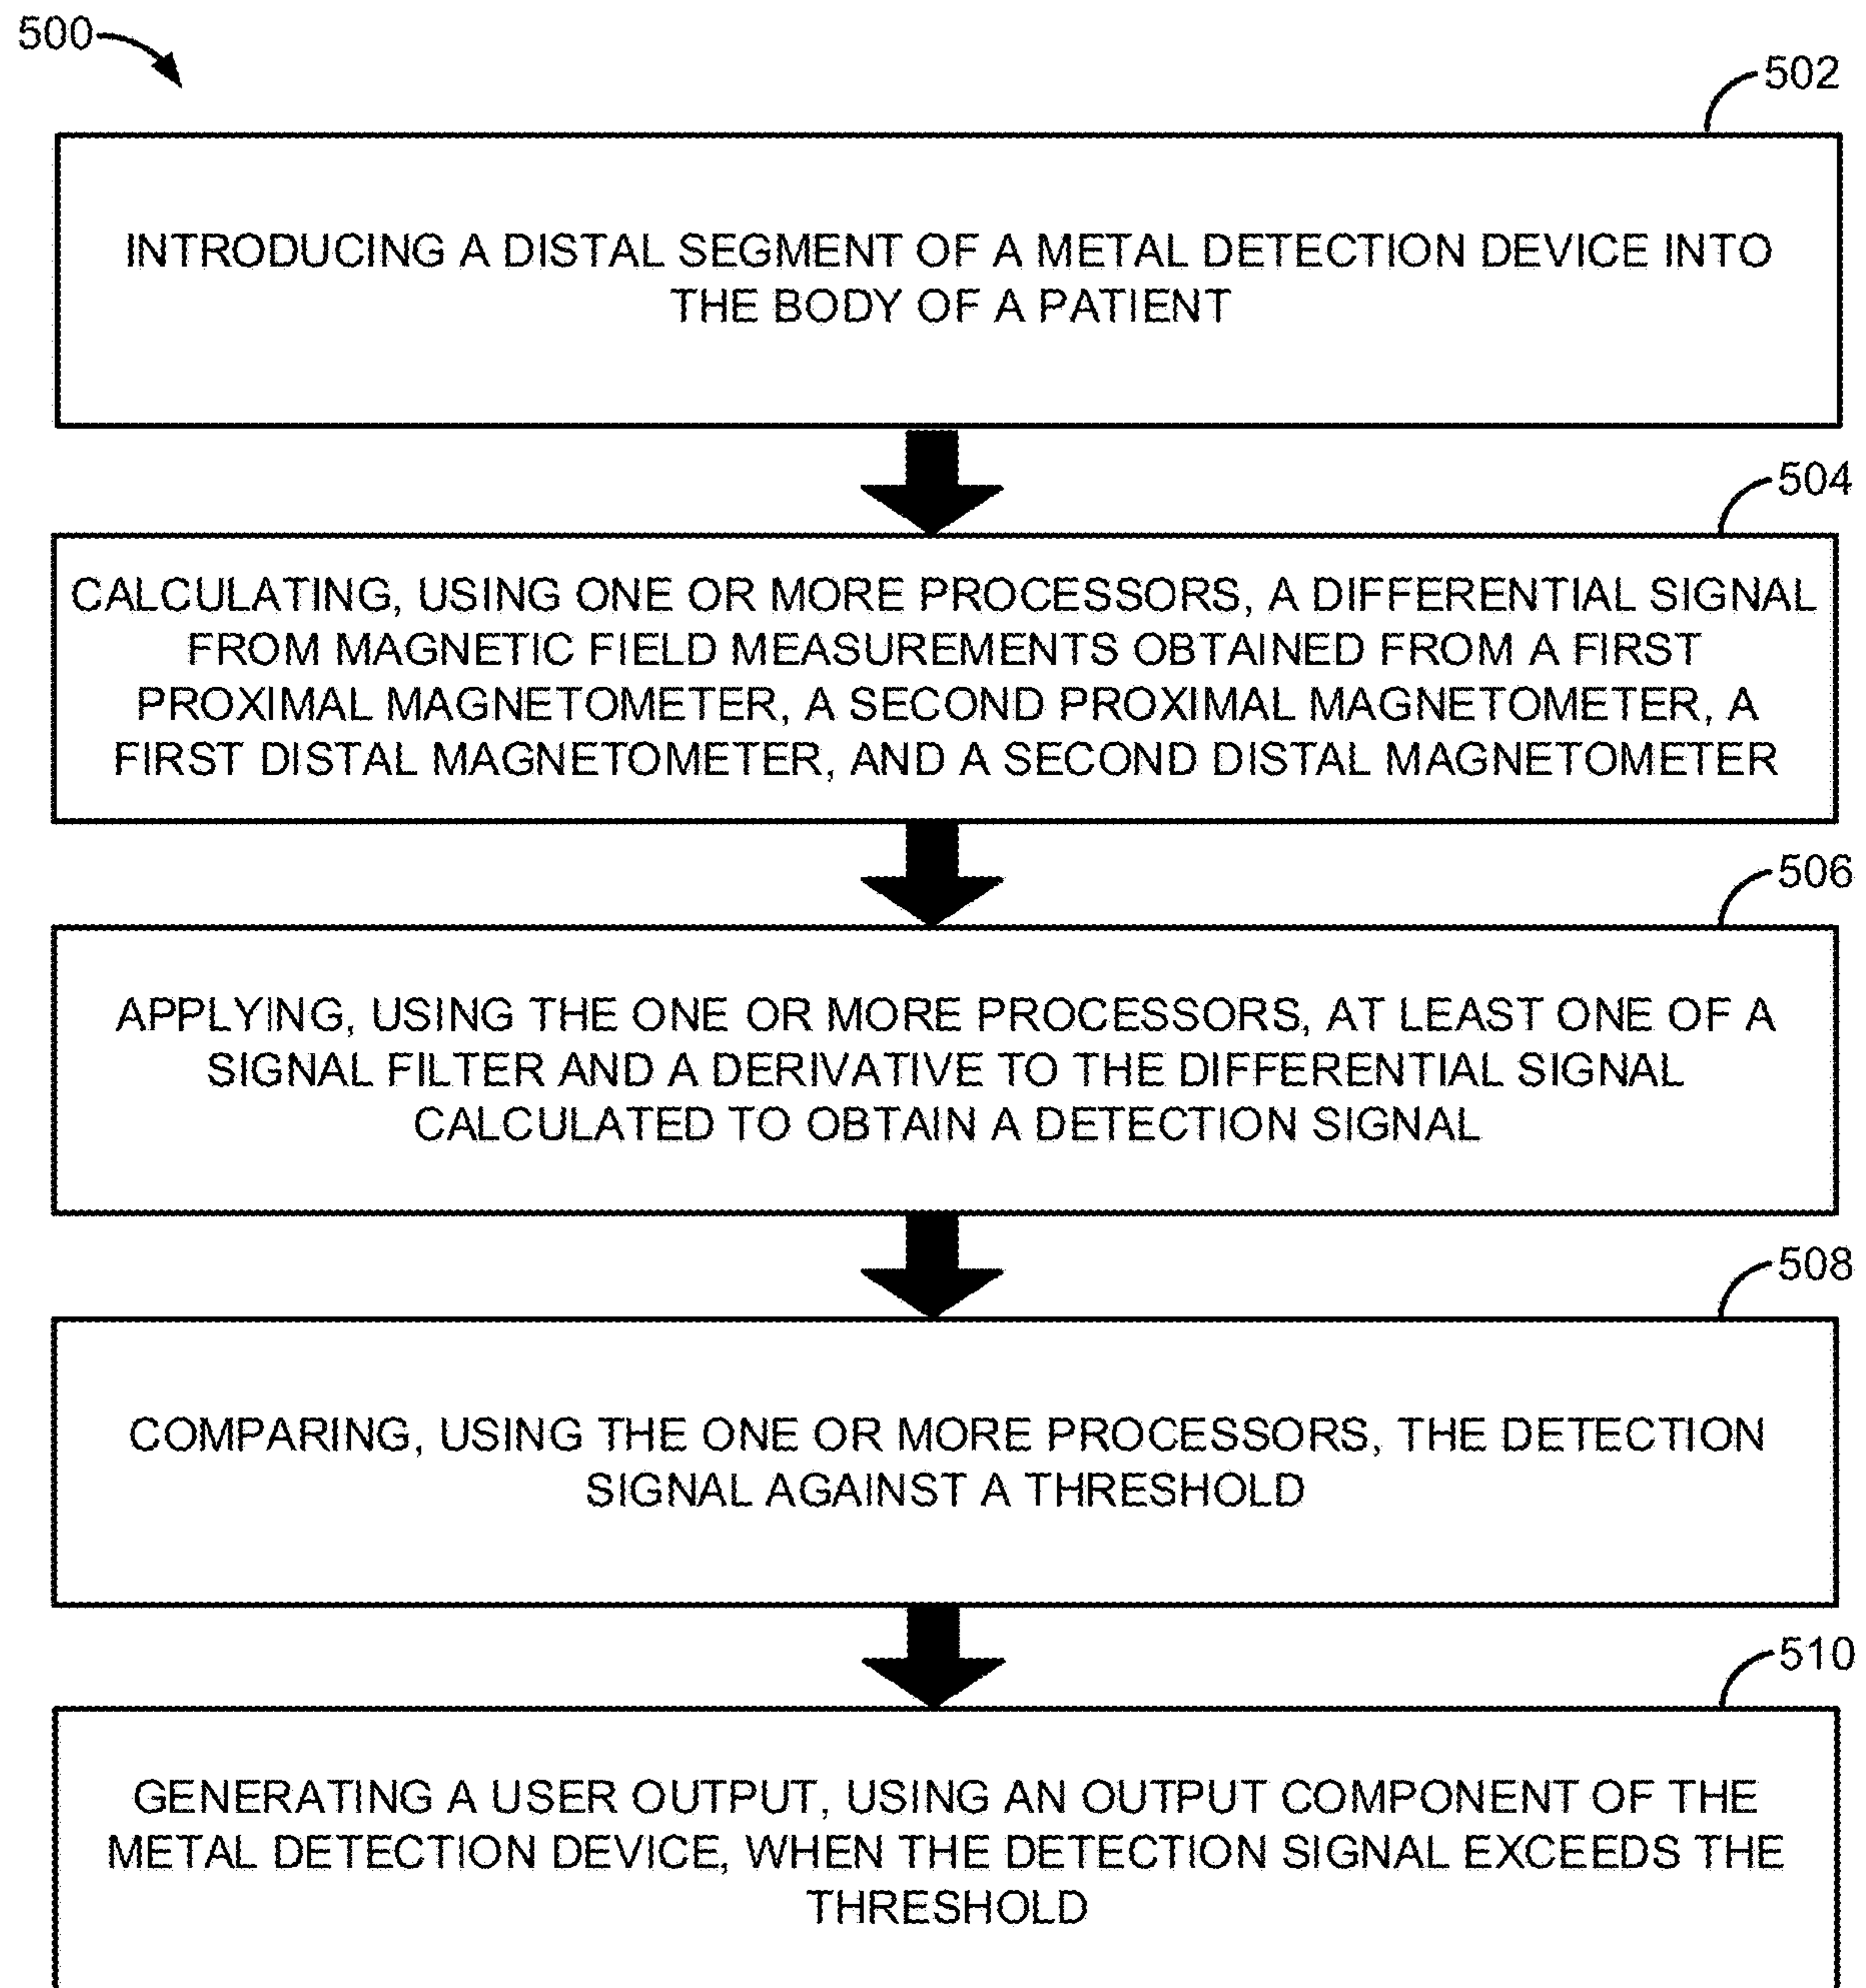 500
502
INTRODUCING A DISTAL SEGMENT OF A METAL DETECTION DEVICE INTO
THE BODY OF A PATIENT
504
CALCULATING, USING ONE OR MORE PROCESSORS, A DIFFERENTIAL SIGNAL
FROM MAGNETIC FIELD MEASUREMENTS OBTAINED FROM A FIRST
PROXIMAL MAGNETOMETER, A SECOND PROXIMAL MAGNETOMETER, A
FIRST DISTAL MAGNETOMETER, AND A SECOND DISTAL MAGNETOMETER
506
APPLYING, USING THE ONE OR MORE PROCESSORS, AT LEAST ONE OF A
SIGNAL FILTER AND A DERIVATIVE TO THE DIFFERENTIAL SIGNAL
CALCULATED TO OBTAIN A DETECTION SIGNAL
508
COMPARING, USING THE ONE OR MORE PROCESSORS, THE DETECTION
SIGNAL AGAINST A THRESHOLD
510
GENERATING A USER OUTPUT, USING AN OUTPUT COMPONENT OF THE
METAL DETECTION DEVICE, WHEN THE DETECTION SIGNAL EXCEEDS THE
THRESHOLD